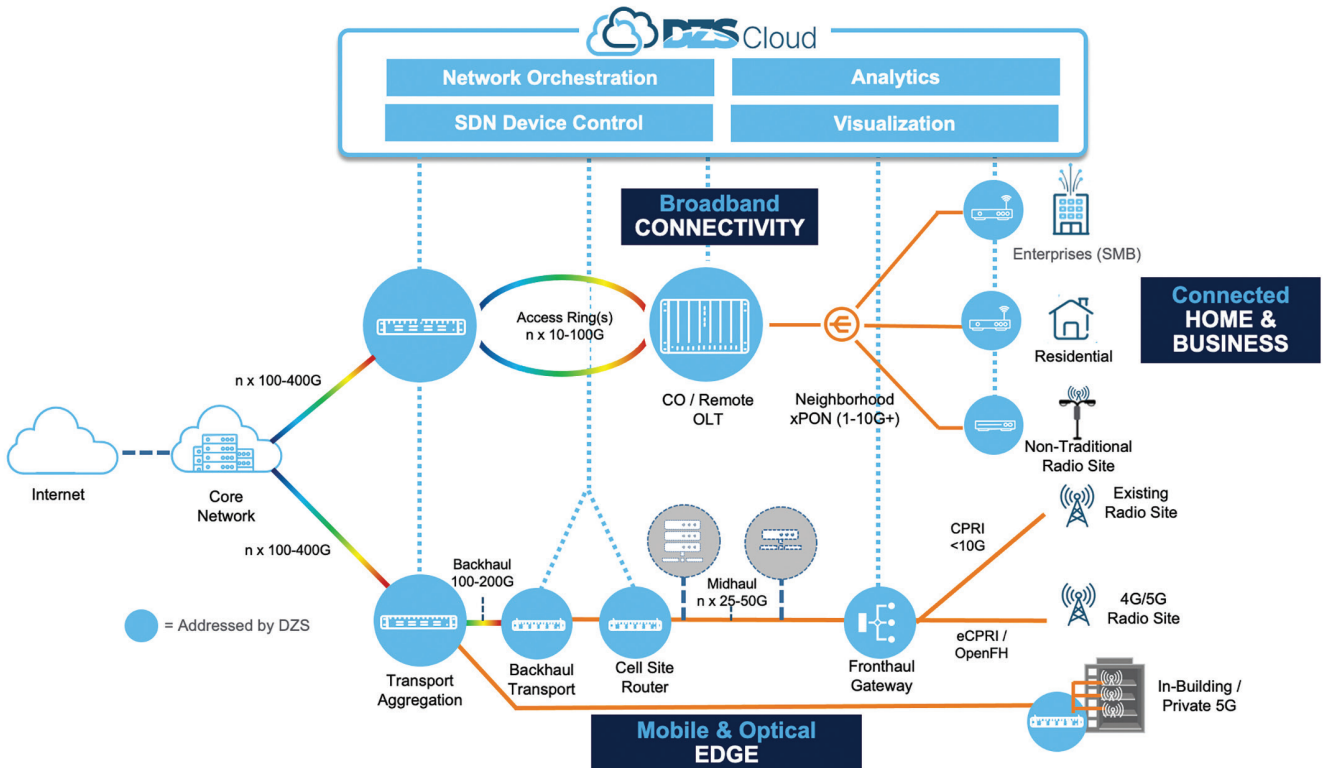 DZS Cloud
Network Orchestration
Analytics
SDN Device Control
Visualization
Broadband
CONNECTIVITY
Enterprises (SMB)
Access Ring(s)
n x 10-100G
Connected
HOME &
BUSINESS
Residential
n x 100-400G
CO / Remote
OLT
Neighborhood
xPON (1-10G+)
Non-Traditional
Radio Site
Internet
Core
Network
Existing
Radio Site
n x 100-400G
CPRI
<10G
Backhaul
100-200G
Midhaul
n x 25-50G
4G/5G
Radio Site
= Addressed by DZS
eCPRI /
OpenFH
Transport
Aggregation
Backhaul
Transport
Cell Site
Router
Fronthaul
Gateway
In-Building /
Private 5G
Mobile & Optical
EDGE